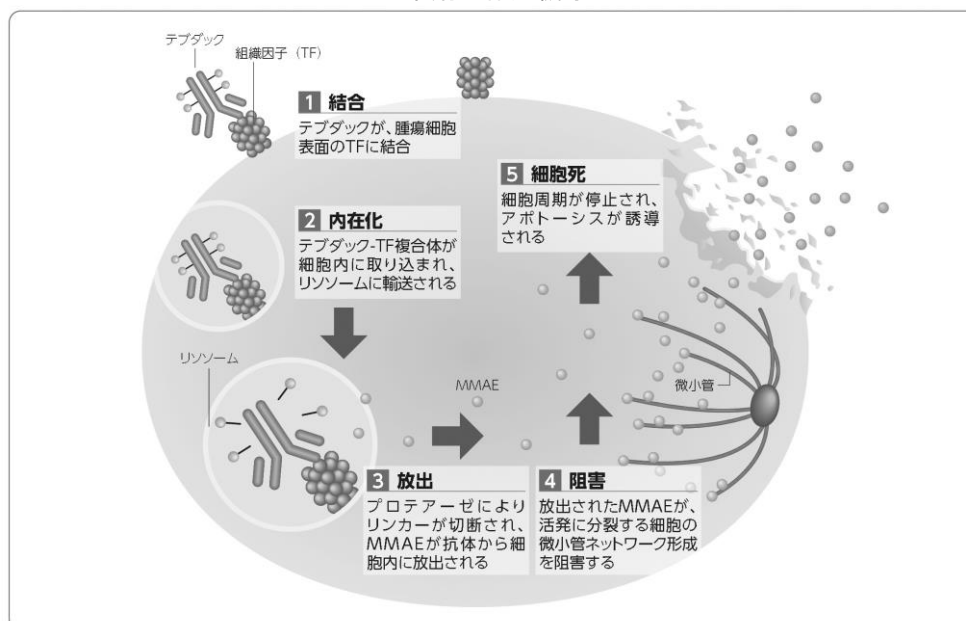 テブダック
組織因子（TF）
1 結合
テブダックが、腫瘍細胞
表面のTFに結合
2 内在化
テブダック-TF複合体が
細胞内に取り込まれ、
リソソームに輸送される
5 細胞死
細胞周期が停止され、
アポトーシスが誘導
される
リソソーム
MMAE
微小管
3 放出
プロテアーゼにより
リンカーが切断され、
MMAEが抗体から細
胞内に放出される
4 阻害
放出されたMMAEが、
活発に分裂する細胞の
微小管ネットワーク形成
を阻害する